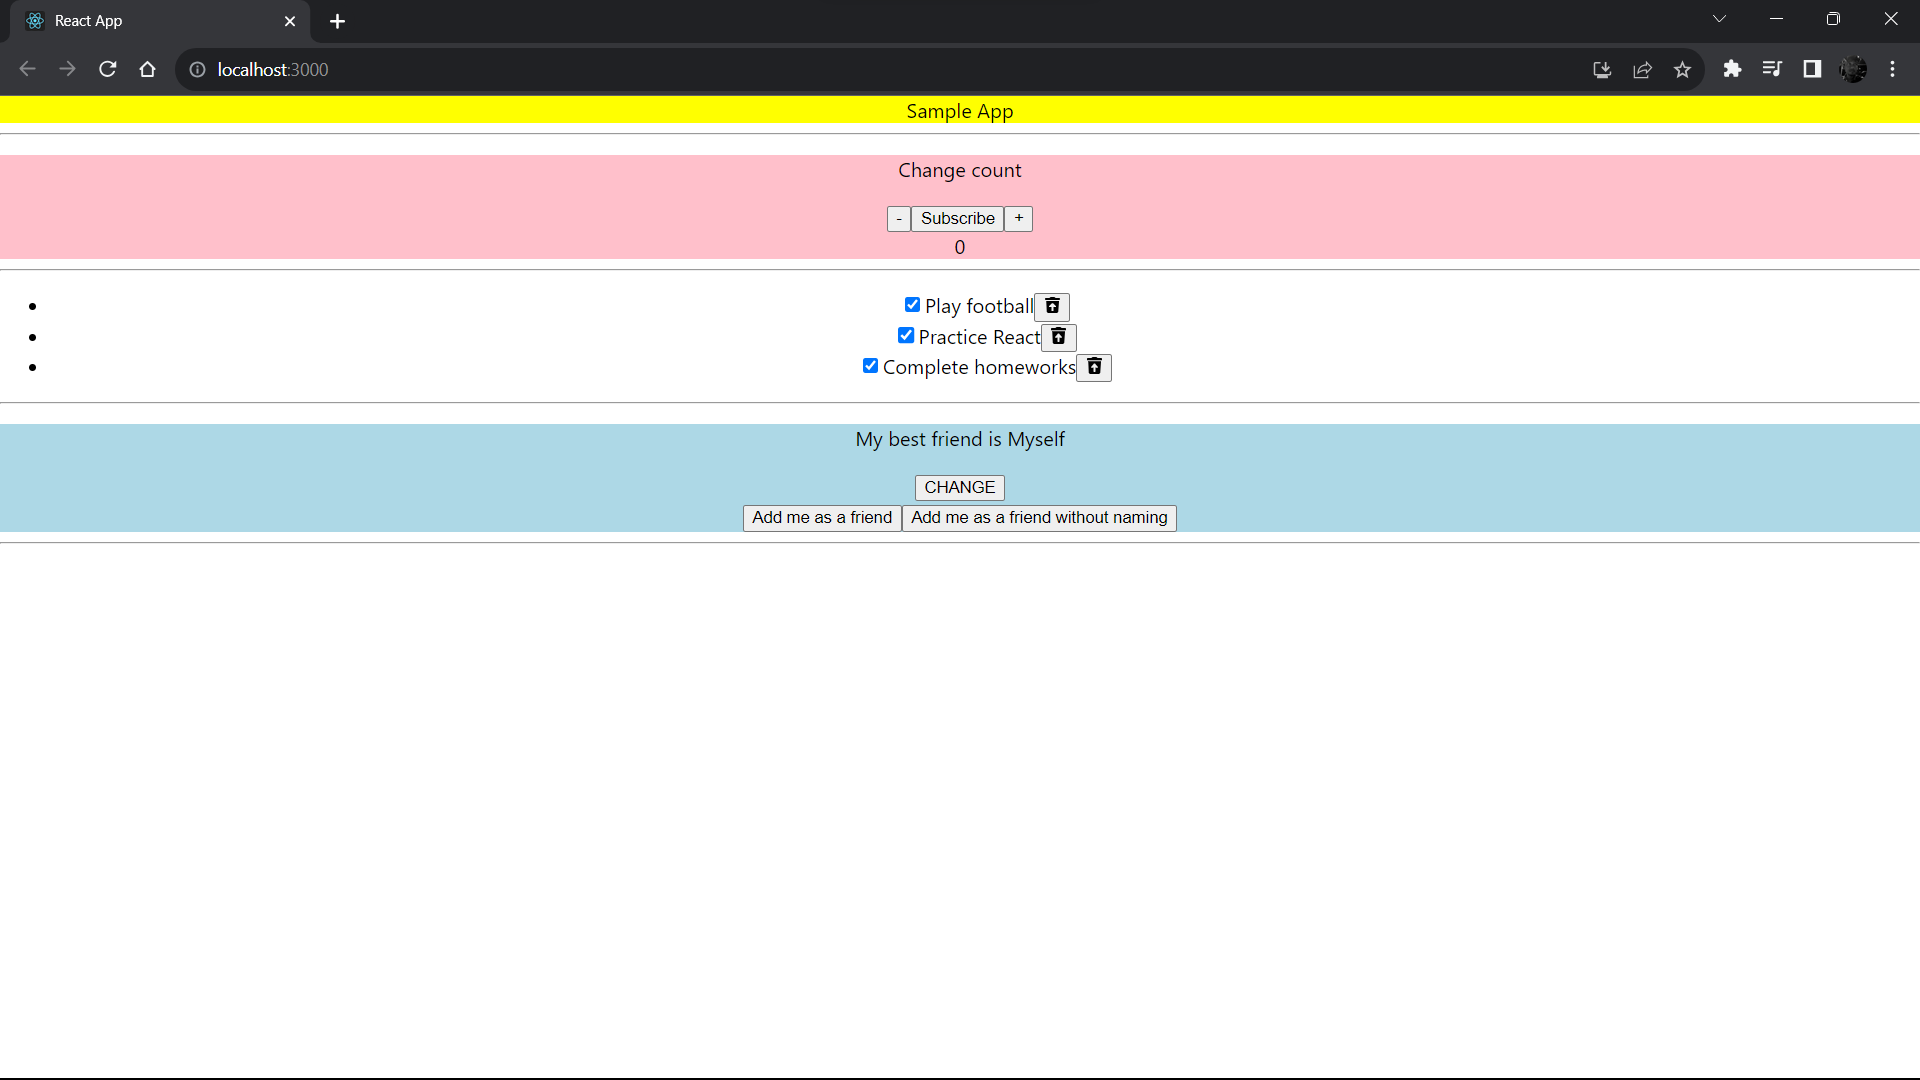 React App
localhost:3000
Sample App
Change count
- Subscribe +
0
Play football
Practice React
Complete homeworks
My best friend is Myself
CHANGE
Add me as a friend Add me as a friend without naming